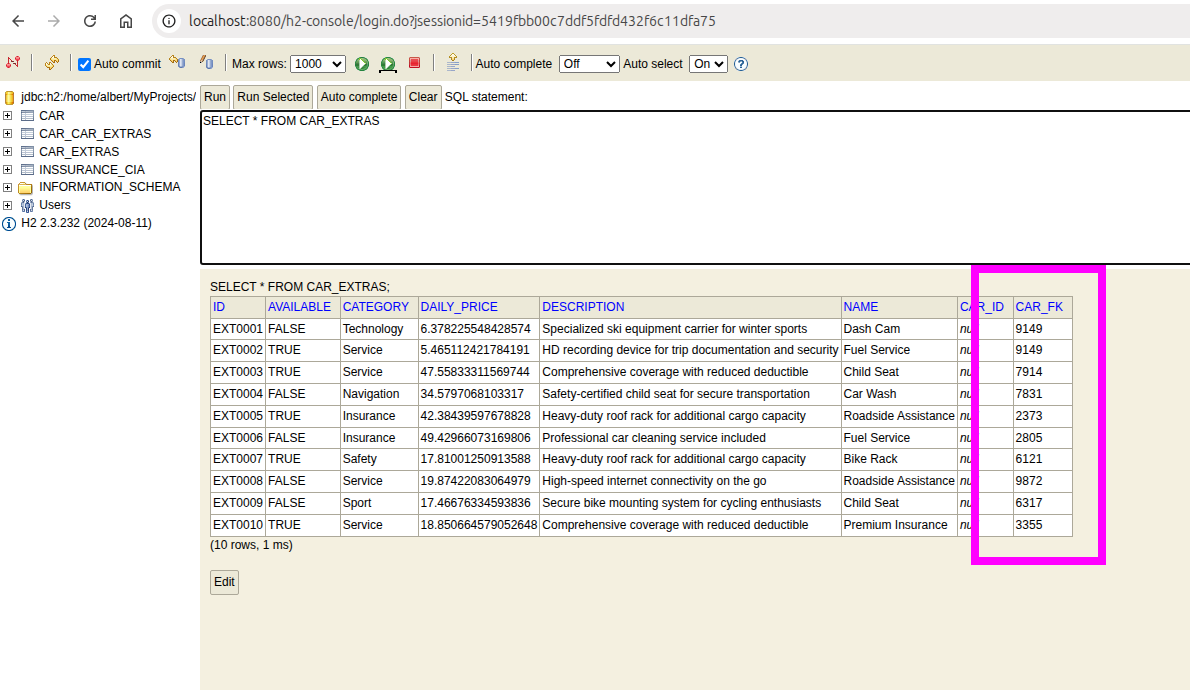 localhost:8080/h2-console/login.do?jsessionid=5419fbb00c7ddf5fdfd432f6c11dfa75
Auto commit Max rows: 1000 Auto complete Off Auto select On
jdbc:h2:/home/albert/MyProjects/
CAR
CAR_CAR_EXTRAS
CAR_EXTRAS
INSSURANCE_CIA
INFORMATION_SCHEMA
Users
H2 2.3.232 (2024-08-11)
Run Run Selected Auto complete Clear SQL statement:
SELECT * FROM CAR_EXTRAS
SELECT * FROM CAR_EXTRAS;
ID AVAILABLE CATEGORY DAILY_PRICE DESCRIPTION NAME CAR_ID CAR_FK
EXT0001 FALSE Technology 6.378225548428574 Specialized ski equipment carrier for winter sports Dash Cam nu 9149
EXT0002 TRUE Service 5.465112421784191 HD recording device for trip documentation and security Fuel Service nu 9149
EXT0003 TRUE Service 47.55833311569744 Comprehensive coverage with reduced deductible Child Seat nu 7914
EXT0004 FALSE Navigation 34.5797068103317 Safety-certified child seat for secure transportation Car Wash nu 7831
EXT0005 TRUE Insurance 42.38439597678828 Heavy-duty roof rack for additional cargo capacity Roadside Assistance nu 2373
EXT0006 FALSE Insurance 49.42966073169806 Professional car cleaning service included Fuel Service nu 2805
EXT0007 TRUE Safety 17.81001250913588 Heavy-duty roof rack for additional cargo capacity Bike Rack nu 6121
EXT0008 FALSE Service 19.87422083064979 High-speed internet connectivity on the go Roadside Assistance nu 9872
EXT0009 FALSE Sport 17.46676334593836 Secure bike mounting system for cycling enthusiasts Child Seat nu 6317
EXT0010 TRUE Service 18.850664579052648 Comprehensive coverage with reduced deductible Premium Insurance nu 3355
(10 rows, 1 ms)
Edit